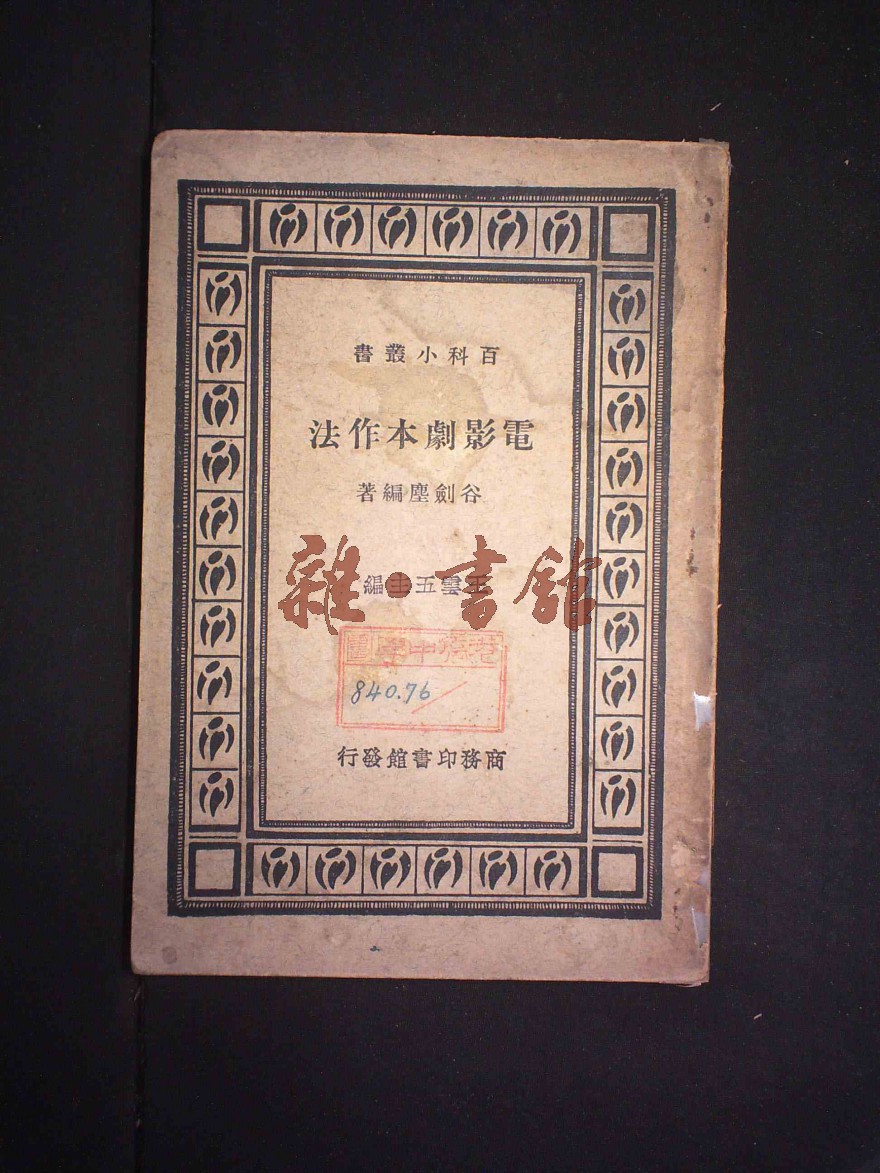 百科小叢書
電影劇本作法
谷劍塵編著
王雲五主編
雜·書館
840.76
商務印書館發行